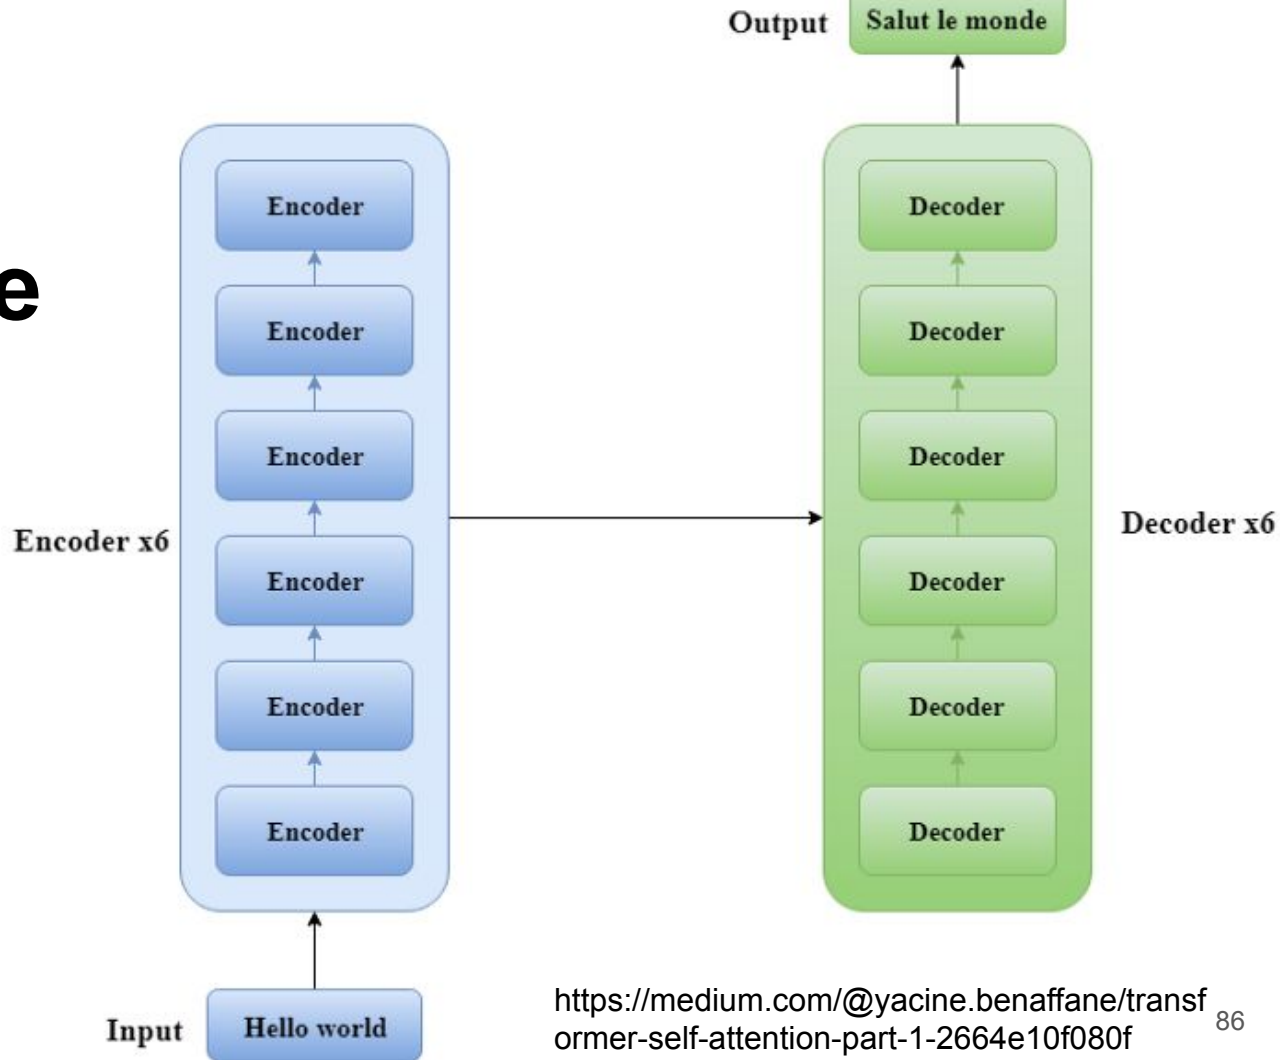 Output
Salut le monde
e
Encoder
Encoder
Encoder
Encoder
Encoder
Encoder
Encoder x6
Decoder
Decoder
Decoder
Decoder
Decoder
Decoder
Decoder x6
Input
Hello world
https://medium.com/@yacine.benaffane/transf
ormer-self-attention-part-1-2664e10f080f
86